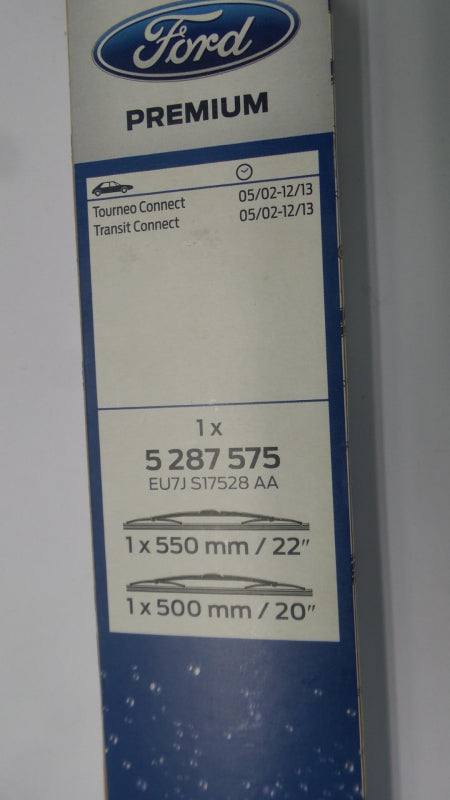 Ford
PREMIUM
Tourneo Connect 05/02-12/13
Transit Connect 05/02-12/13
1 x
5 287 575
EU7J S17528 AA
1 x 550 mm / 22"
1 x 500 mm / 20"